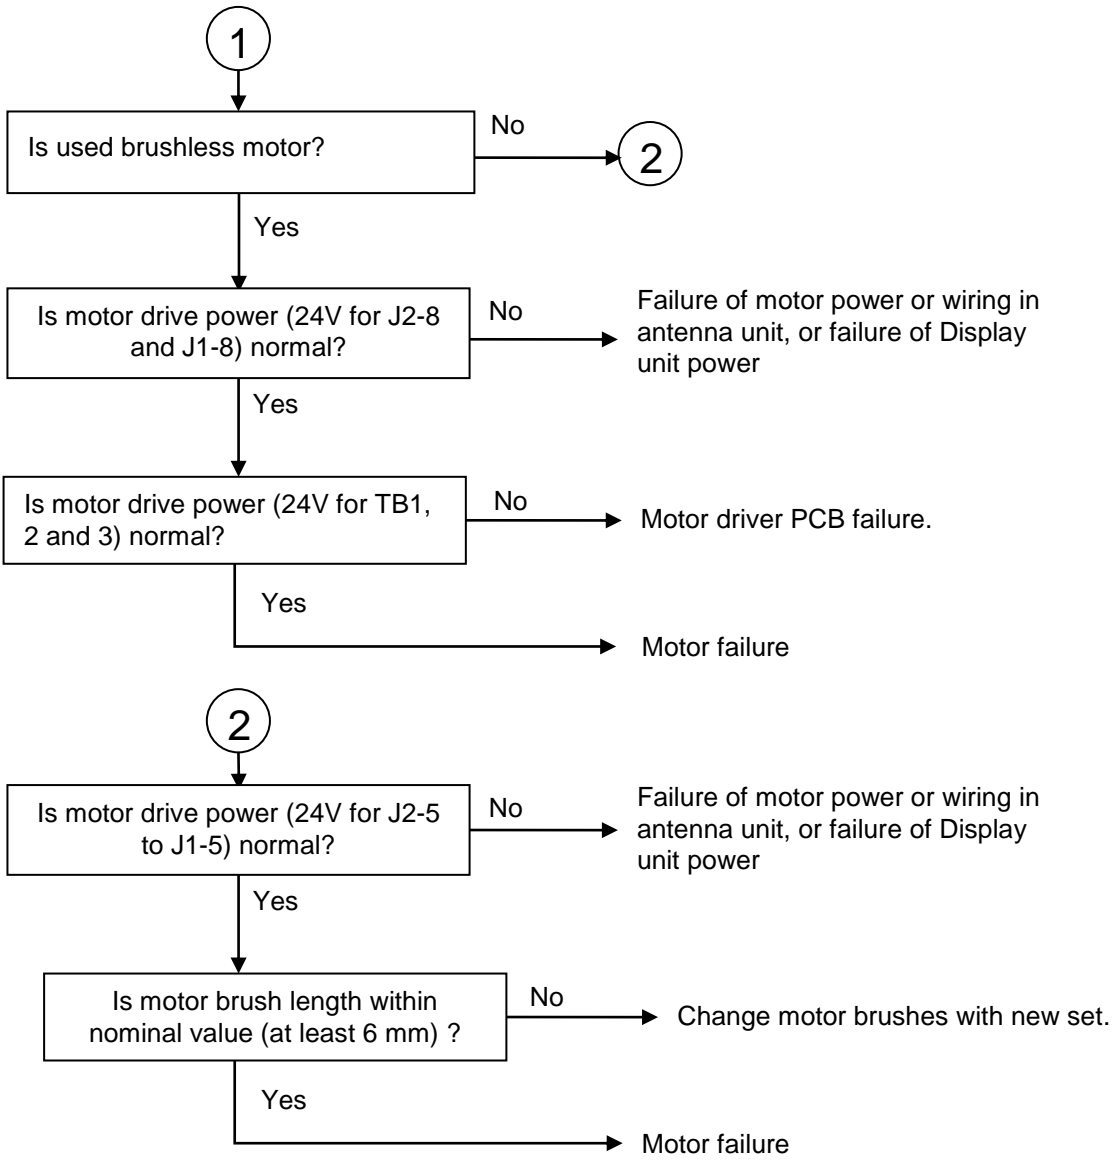 1
Is used brushless motor?
No
2
Yes
Is motor drive power (24V for J2-8
and J1-8) normal?
No
Failure of motor power or wiring in
antenna unit, or failure of Display
unit power
Yes
Is motor drive power (24V for TB1,
2 and 3) normal?
No
Motor driver PCB failure.
Yes
Motor failure
2
Is motor drive power (24V for J2-5
to J1-5) normal?
No
Failure of motor power or wiring in
antenna unit, or failure of Display
unit power
Yes
Is motor brush length within
nominal value (at least 6 mm) ?
No
Change motor brushes with new set.
Yes
Motor failure